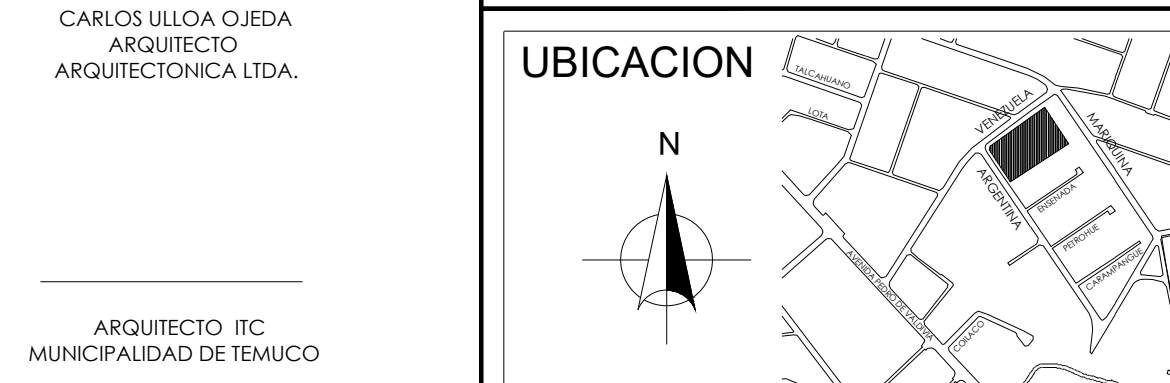 CARLOS ULLOA OJEDA
ARQUITECTO
ARQUITECTONICA LTDA.
ARQUITECTO ITC
MUNICIPALIDAD DE TEMUCO
UBICACION
N
TALCAHUANO
LOTA
VENEZUELA
MARIQUINA
ARGENTINA
ENSENADA
PETROHUE
CARAMPANGUE
AVENIDA PEDRO DE VALDIVIA
COILACO